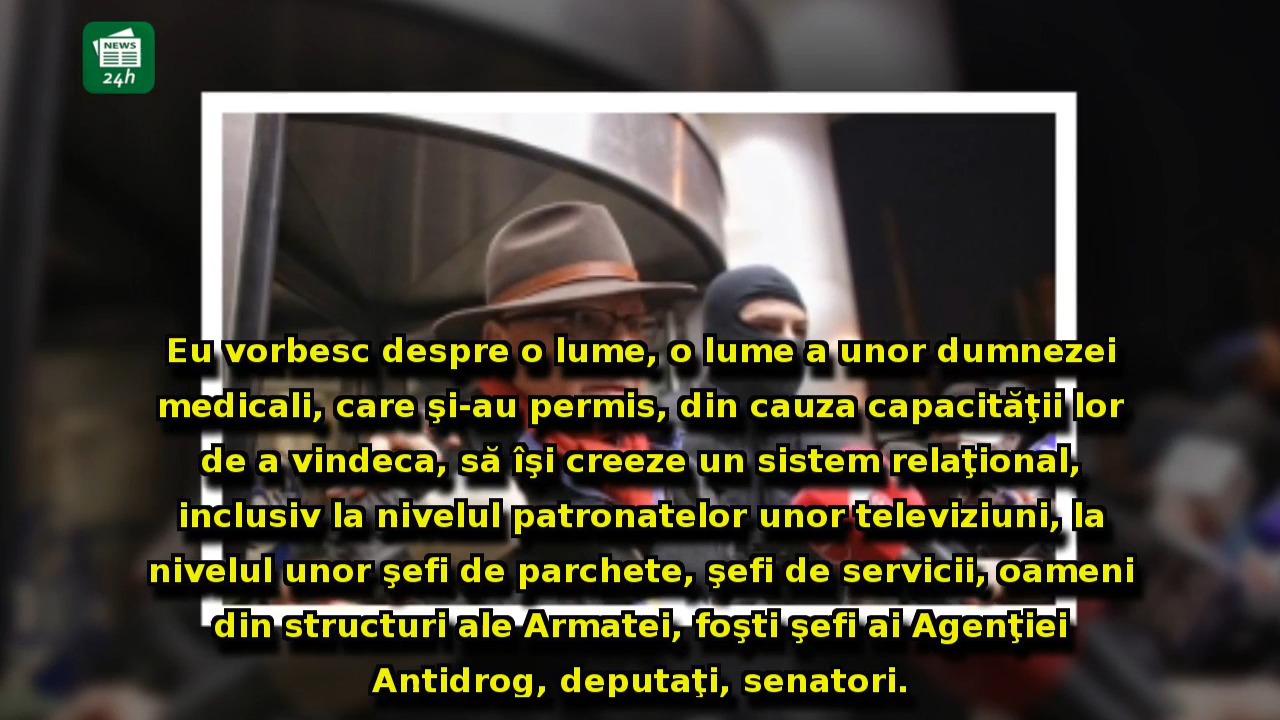 NEWS
24h
Eu vorbesc despre o lume, o lume a unor dumnezei
medicali, care şi-au permis, din cauza capacităţii lor
de a vindeca, să îşi creeze un sistem relaţional,
inclusiv la nivelul patronatelor unor televiziuni, la
nivelul unor şefi de parchete, şefi de servicii, oameni
din structuri ale Armatei, foşti şefi ai Agenţiei
Antidrog, deputaţi, senatori.